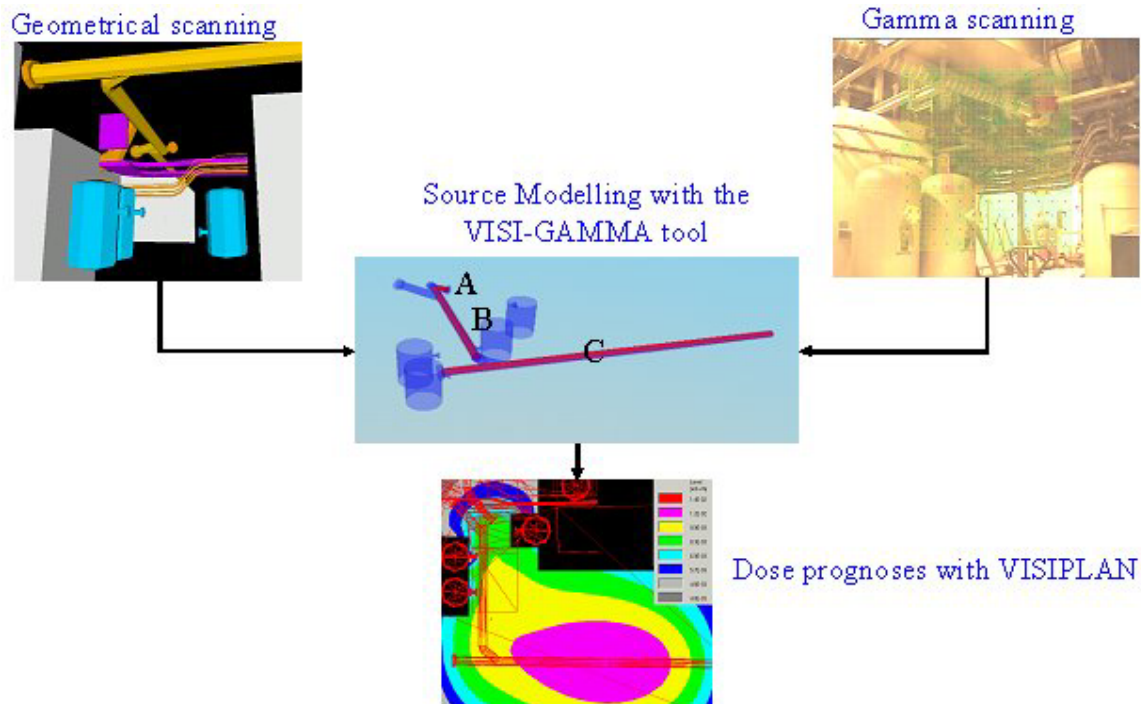 Geometrical scanning
Gamma scanning
Source Modelling with the
VISI-GAMMA tool
A
B
C
Dose prognoses with VISIPLAN